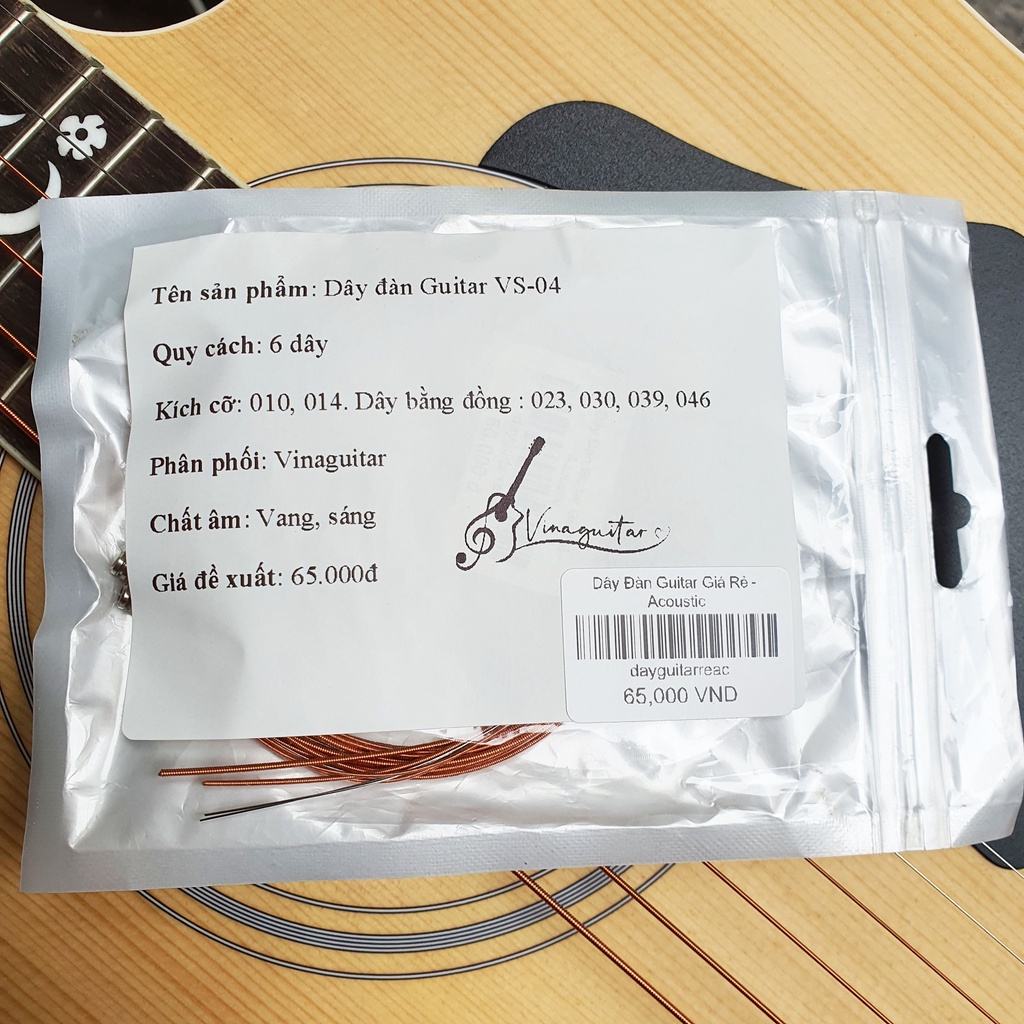 Tên sản phẩm: Dây đàn Guitar VS-04
Quy cách: 6 dây
Kích cỡ: 010, 014. Dây bằng đồng : 023, 030, 039, 046
Phân phối: Vinaguitar
Chất âm: Vang, sáng
Giá đề xuất: 65.000đ
Vinaguitar
Dây Đàn Guitar Giá Rẻ -
Acoustic
dayguitarreac
65,000 VND